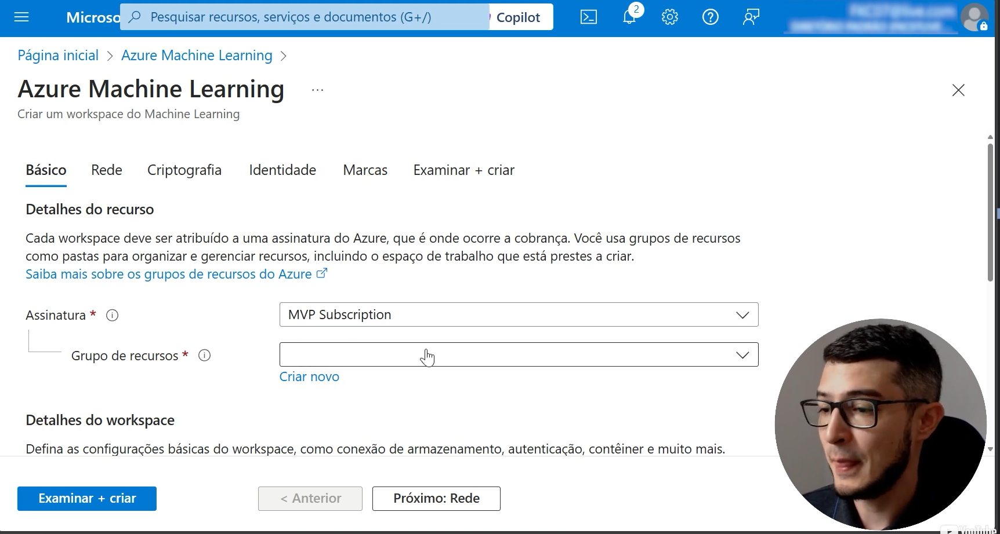 Microso
Pesquisar recursos, serviços e documentos (G+/)
Copilot
2
Página inicial > Azure Machine Learning >
Azure Machine Learning ...
Criar um workspace do Machine Learning
Básico Rede Criptografia Identidade Marcas Examinar + criar
Detalhes do recurso
Cada workspace deve ser atribuído a uma assinatura do Azure, que é onde ocorre a cobrança. Você usa grupos de recursos
como pastas para organizar e gerenciar recursos, incluindo o espaço de trabalho que está prestes a criar.
Saiba mais sobre os grupos de recursos do Azure
Assinatura * MVP Subscription
Grupo de recursos *
Criar novo
Detalhes do workspace
Defina as configurações básicas do workspace, como conexão de armazenamento, autenticação, contêiner e muito mais.
Examinar + criar
< Anterior
Próximo: Rede
YouTube